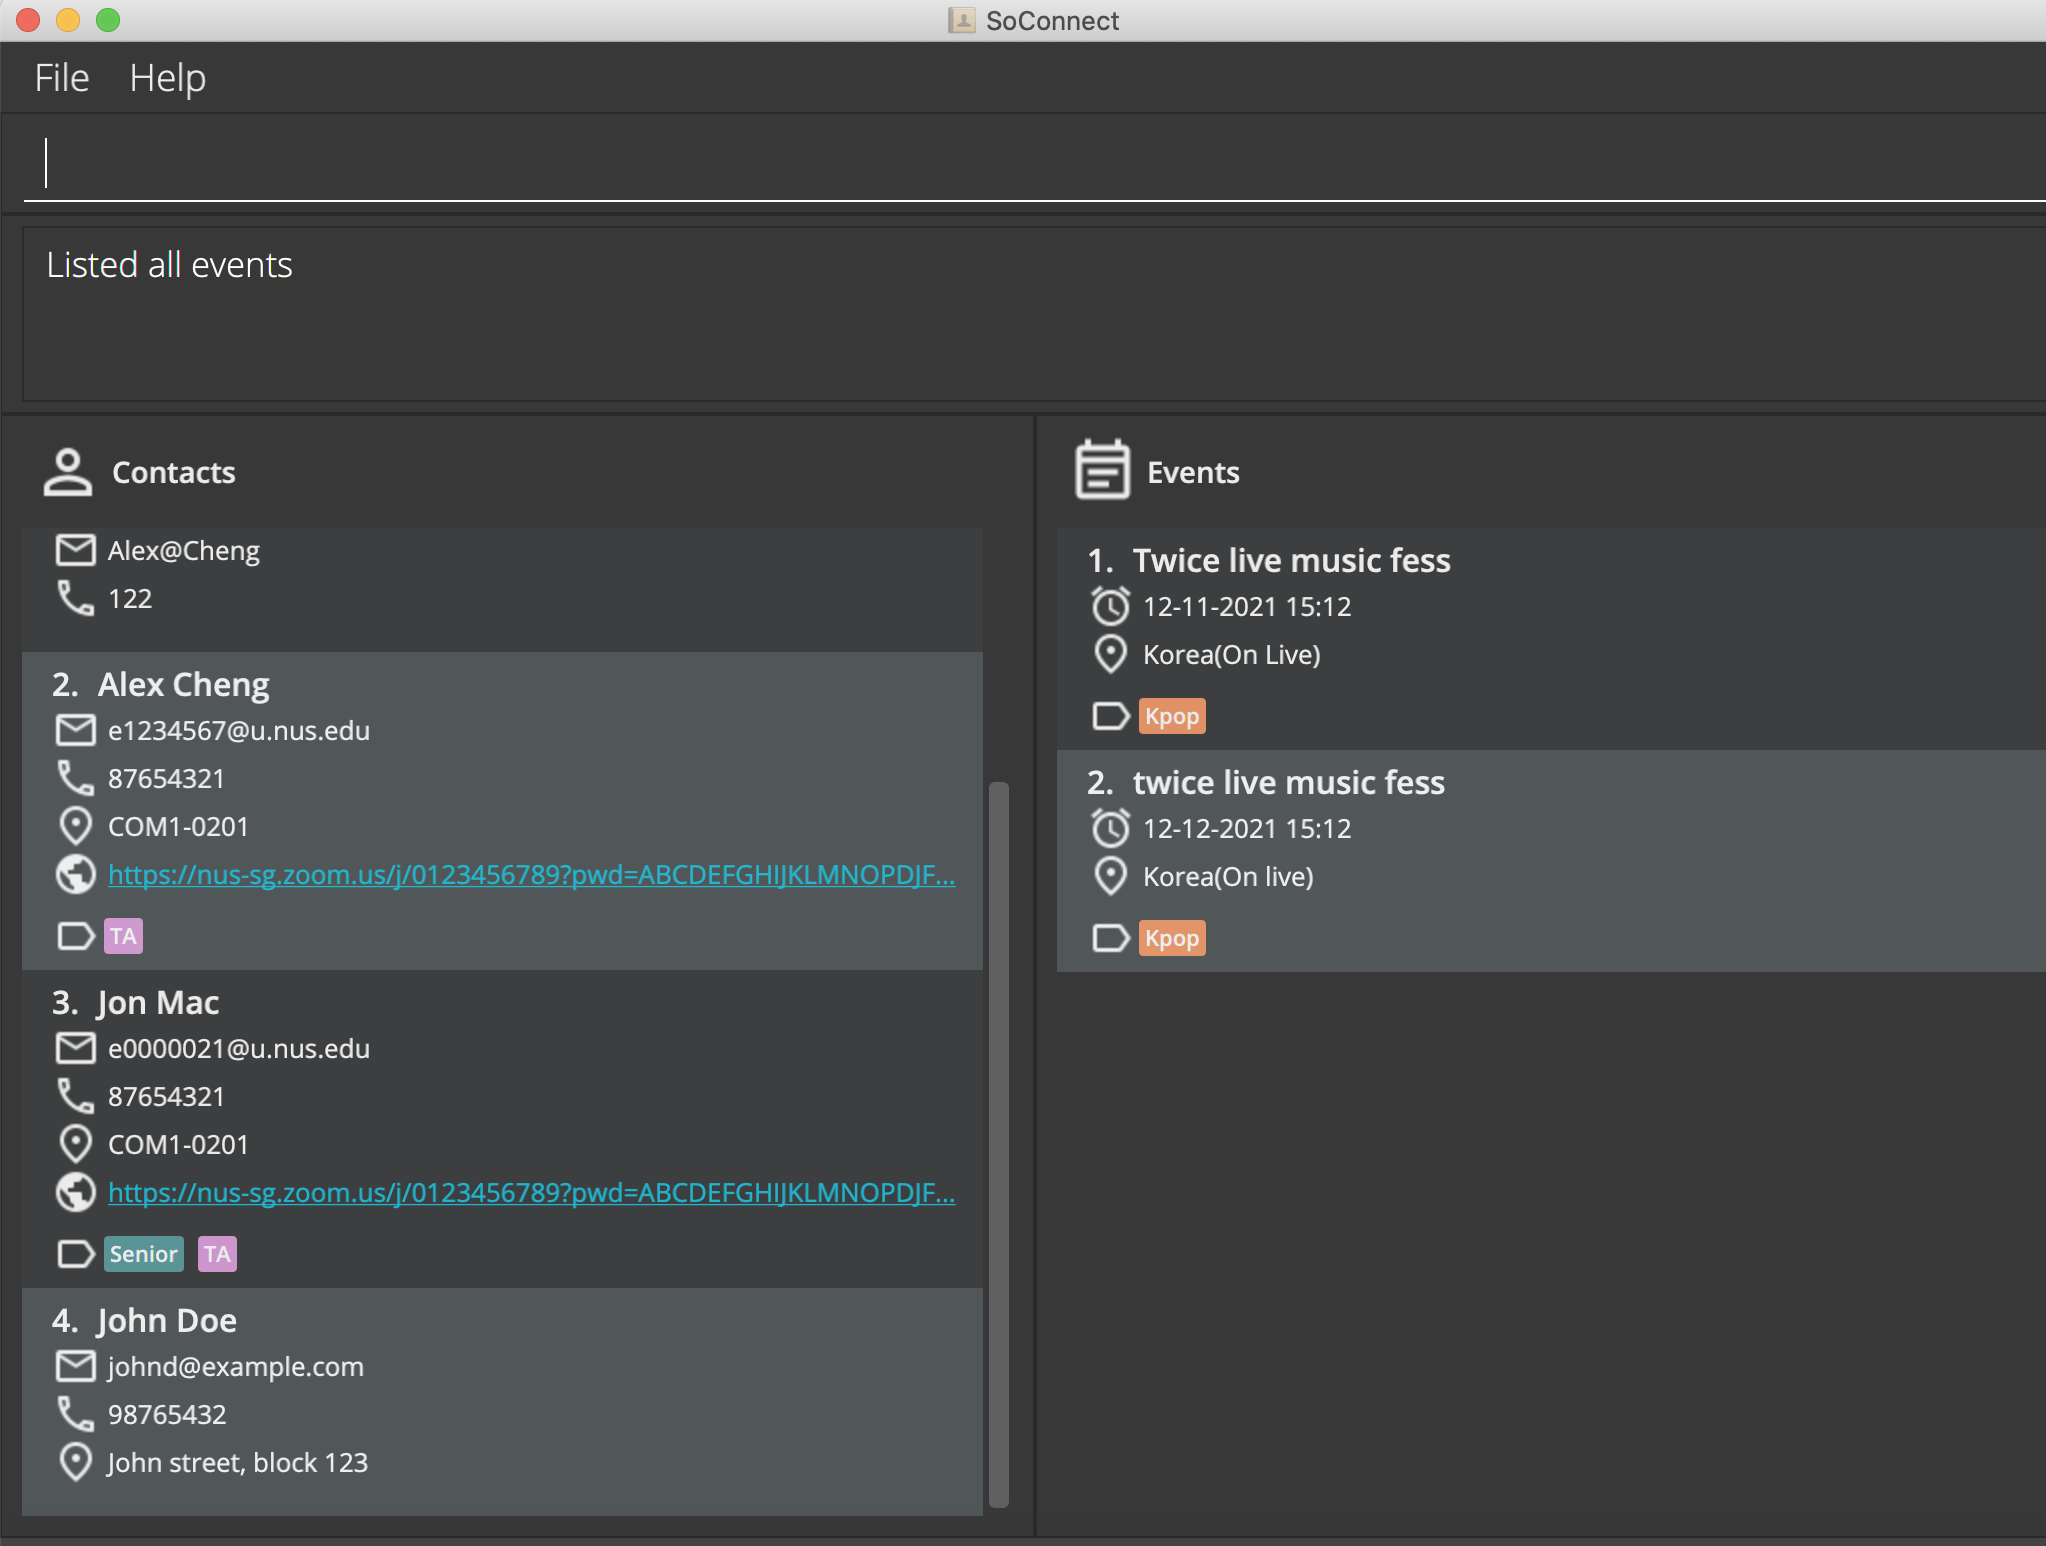 SoConnect
File Help
Listed all events
Contacts
Alex@Cheng
122
2. Alex Cheng
e1234567@u.nus.edu
87654321
COM1-0201
https://nus-sg.zoom.us/j/0123456789?pwd=ABCDEFGHIJKLMNOPDJF...
TA
3. Jon Mac
e0000021@u.nus.edu
87654321
COM1-0201
https://nus-sg.zoom.us/j/0123456789?pwd=ABCDEFGHIJKLMNOPDJF...
Senior TA
4. John Doe
johnd@example.com
98765432
John street, block 123
Events
1. Twice live music fess
12-11-2021 15:12
Korea(On Live)
Kpop
2. twice live music fess
12-12-2021 15:12
Korea(On live)
Kpop